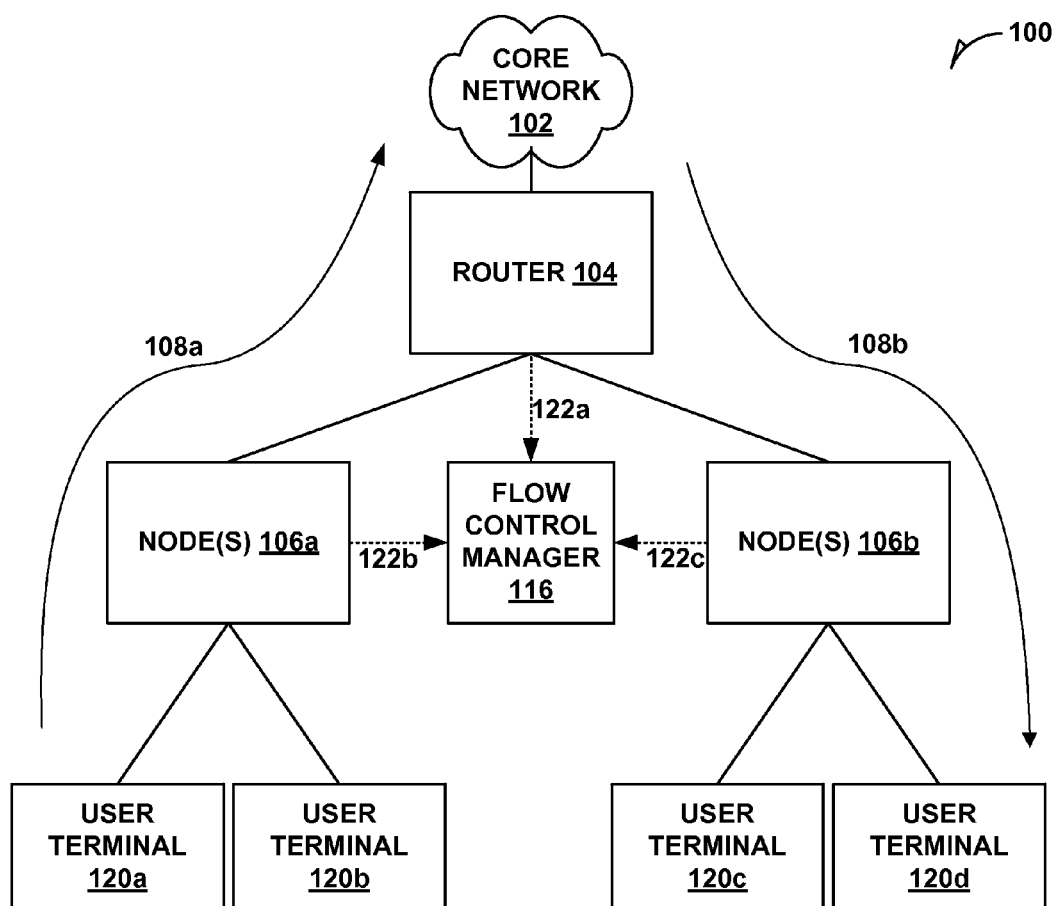 100
CORE
NETWORK
102
ROUTER 104
108a
108b
122a
NODE(S) 106a
FLOW
CONTROL
MANAGER
116
NODE(S) 106b
122b
122c
USER
TERMINAL
120a
USER
TERMINAL
120b
USER
TERMINAL
120c
USER
TERMINAL
120d